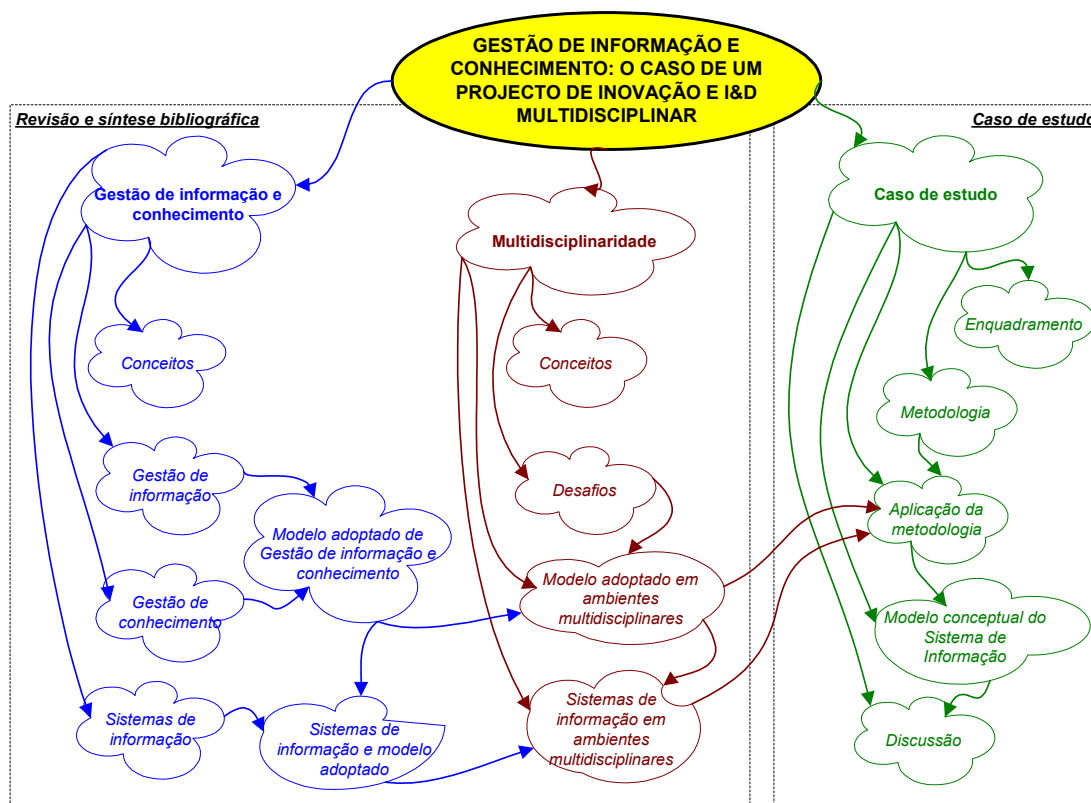 GESTÃO DE INFORMAÇÃO E
CONHECIMENTO: O CASO DE UM
PROJECTO DE INOVAÇÃO E I&D
MULTIDISCIPLINAR
Revisão e síntese bibliográfica
Caso de estudo
Gestão de informação e
conhecimento
Multidisciplinaridade
Caso de estudo
Enquadramento
Conceitos
Conceitos
Metodologia
Gestão de
informação
Desafios
Aplicação da
metodologia
Modelo adoptado de
Gestão de informação e
conhecimento
Modelo adoptado em
ambientes
multidisciplinares
Gestão de
conhecimento
Modelo conceptual do
Sistema de
Informação
Sistemas de
informação
Sistemas de
informação e modelo
adoptado
Sistemas de
informação em
ambientes
multidisciplinares
Discussão